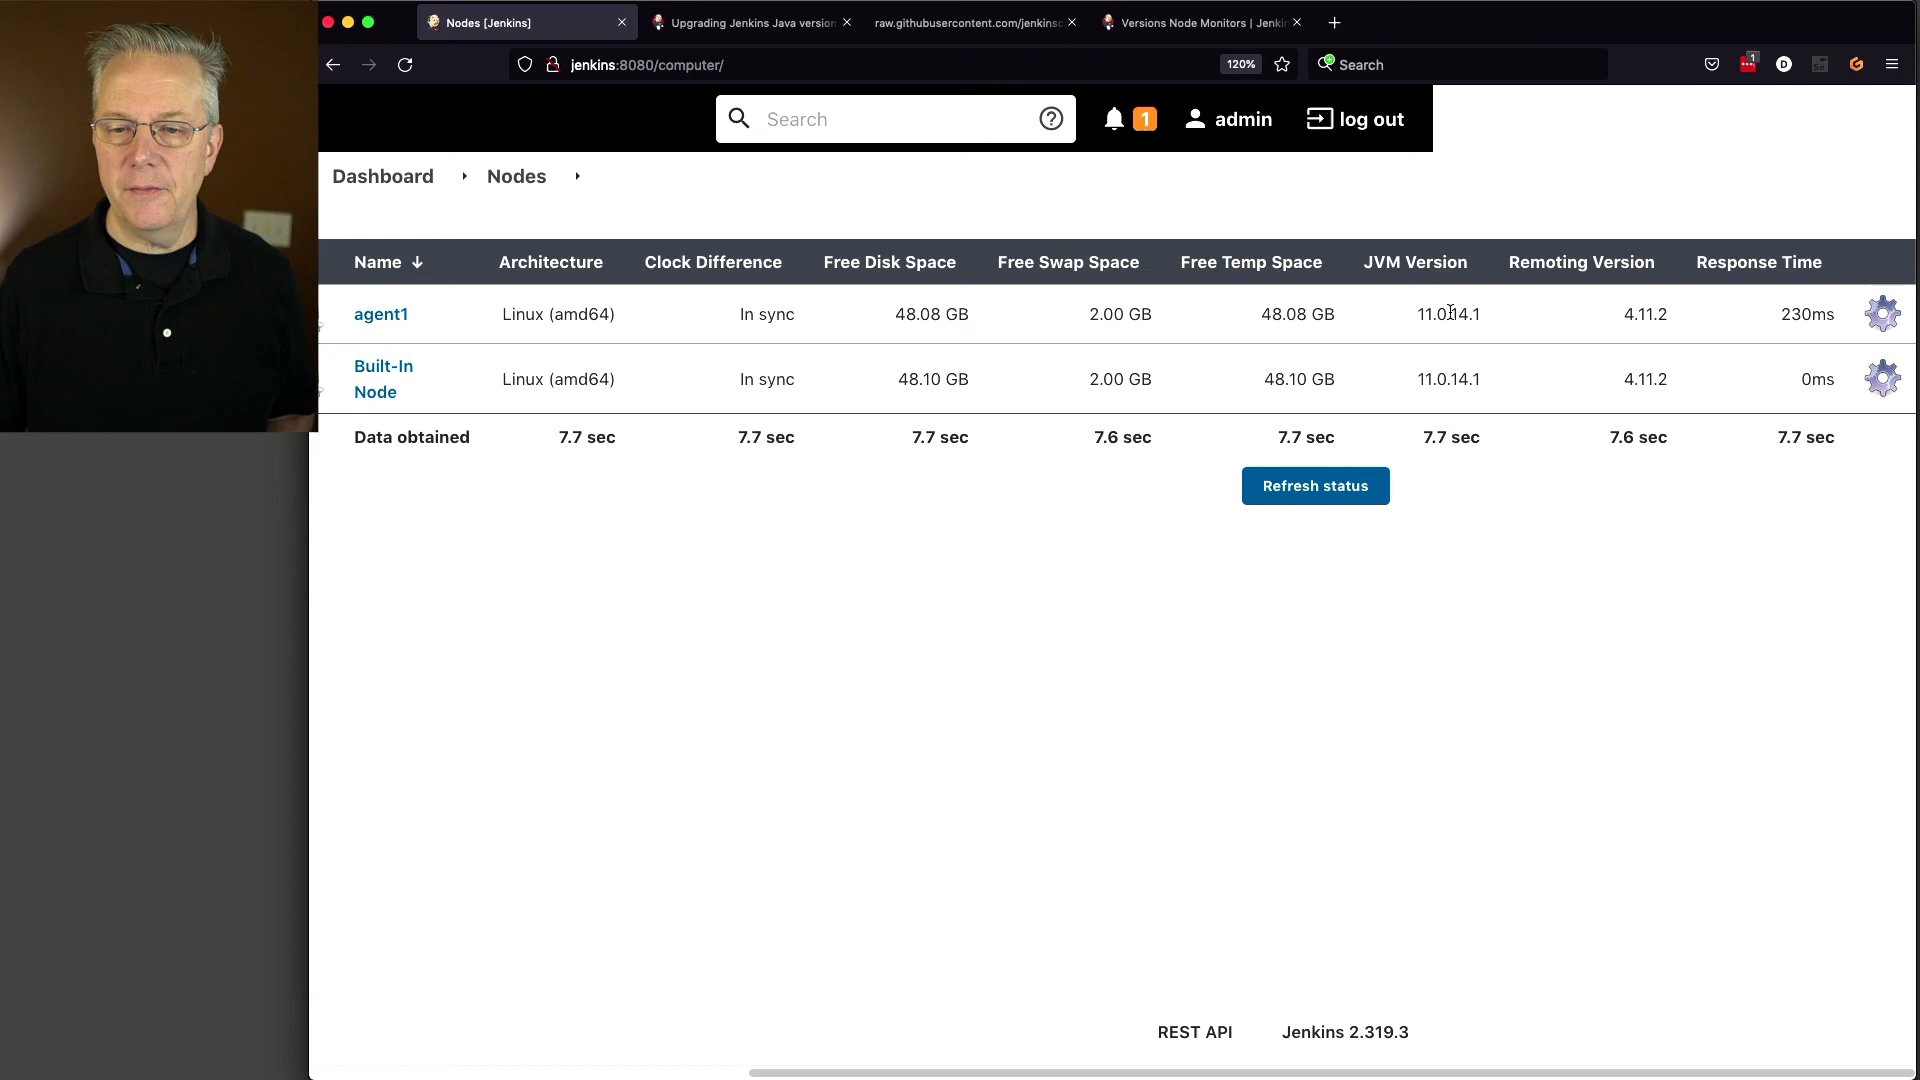 Nodes [Jenkins]
Upgrading Jenkins Java version
raw.githubusercontent.com/jenkinsc
Versions Node Monitors | Jenki
jenkins:8080/computer/
120%
Search
1
Search
1
admin
log out
Dashboard
Nodes
Name ↓ Architecture Clock Difference Free Disk Space Free Swap Space Free Temp Space JVM Version Remoting Version Response Time
agent1 Linux (amd64) In sync 48.08 GB 2.00 GB 48.08 GB 11.0.14.1 4.11.2 230ms
Built-In
Node Linux (amd64) In sync 48.10 GB 2.00 GB 48.10 GB 11.0.14.1 4.11.2 0ms
Data obtained 7.7 sec 7.7 sec 7.7 sec 7.6 sec 7.7 sec 7.7 sec 7.6 sec 7.7 sec
Refresh status
REST API Jenkins 2.319.3